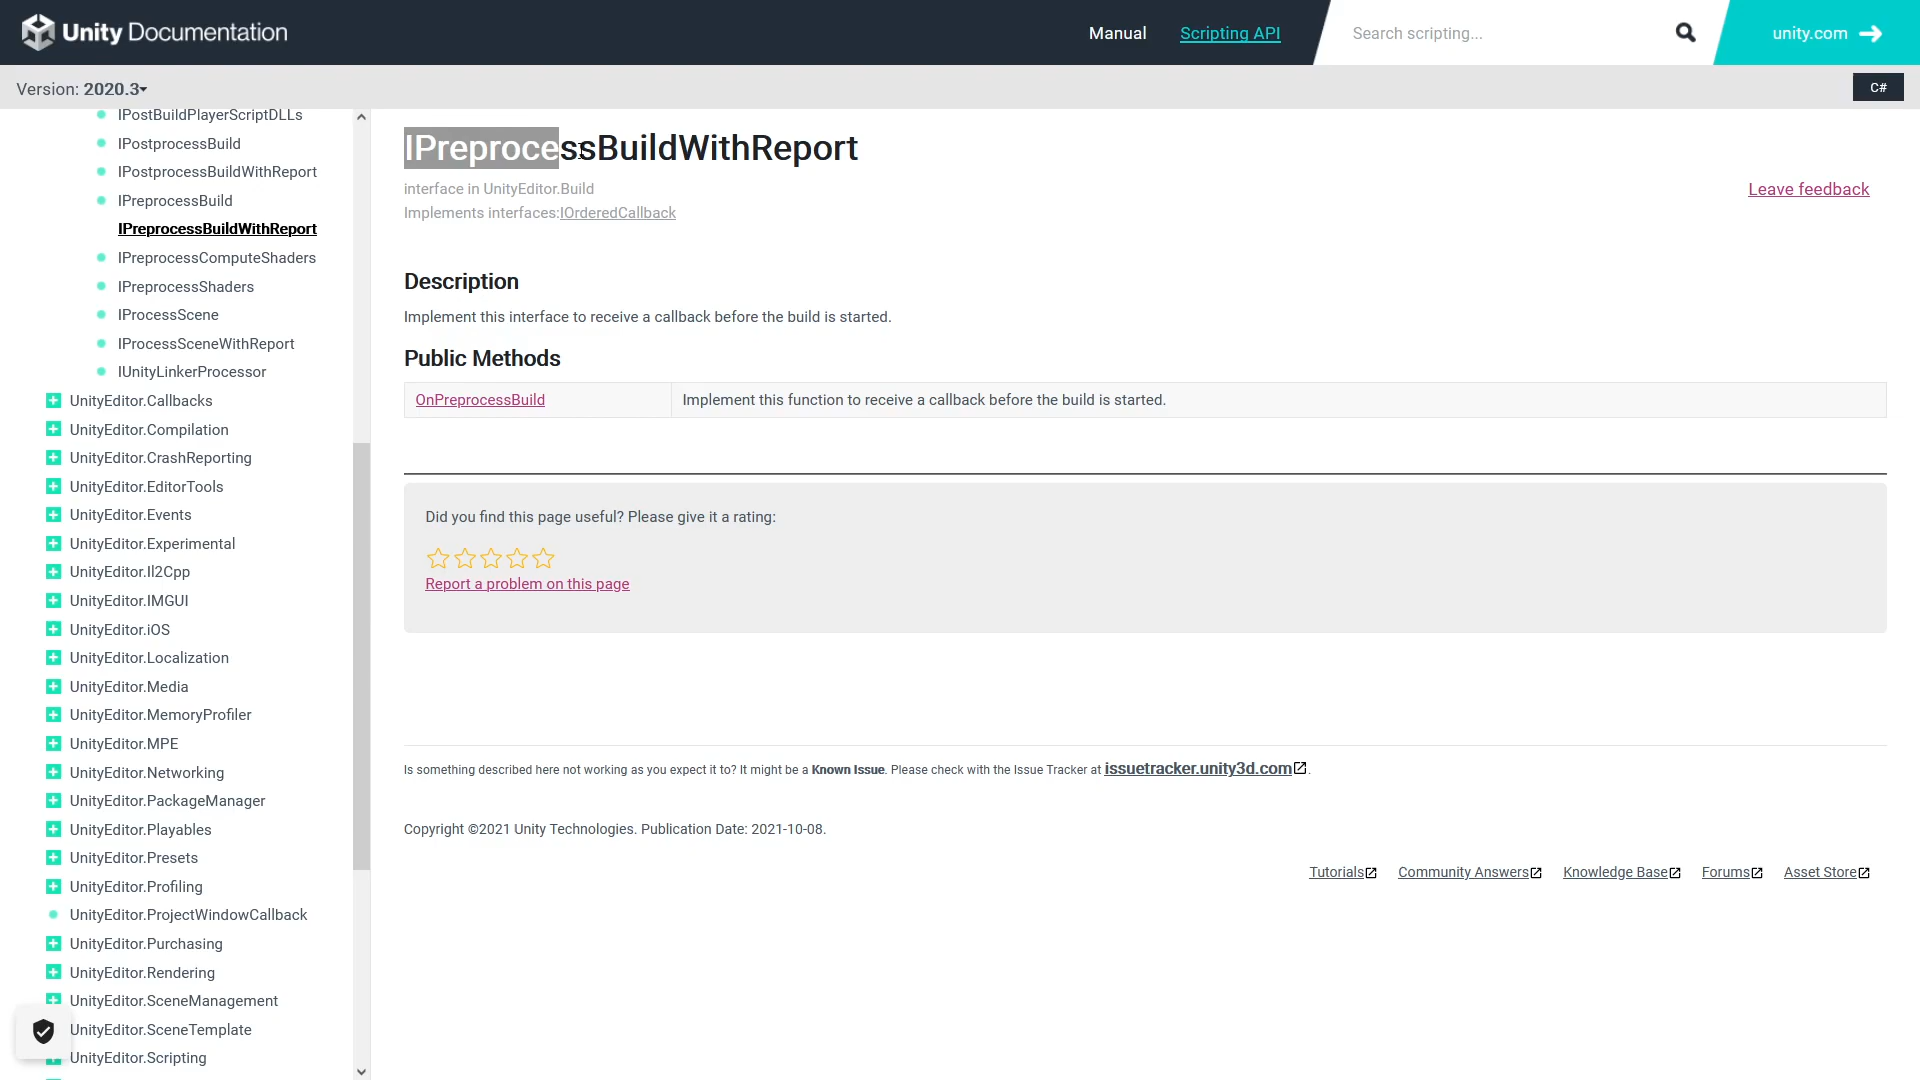 Unity Documentation
Manual
Scripting API
Search scripting...
unity.com
Version: 2020.3
C#
IPostBuildPlayerScriptDLLs
IPostprocessBuild
IPostprocessBuildWithReport
IPreprocessBuild
IPreprocessBuildWithReport
IPreprocessComputeShaders
IPreprocessShaders
IProcessScene
IProcessSceneWithReport
IUnityLinkerProcessor
UnityEditor.Callbacks
UnityEditor.Compilation
UnityEditor.CrashReporting
UnityEditor.EditorTools
UnityEditor.Events
UnityEditor.Experimental
UnityEditor.Il2Cpp
UnityEditor.IMGUI
UnityEditor.iOS
UnityEditor.Localization
UnityEditor.Media
UnityEditor.MemoryProfiler
UnityEditor.MPE
UnityEditor.Networking
UnityEditor.PackageManager
UnityEditor.Playables
UnityEditor.Presets
UnityEditor.Profiling
UnityEditor.ProjectWindowCallback
UnityEditor.Purchasing
UnityEditor.Rendering
UnityEditor.SceneManagement
UnityEditor.SceneTemplate
UnityEditor.Scripting
IPreprocessBuildWithReport
interface in UnityEditor.Build
Implements interfaces:IOrderedCallback
Leave feedback
Description
Implement this interface to receive a callback before the build is started.
Public Methods
OnPreprocessBuild Implement this function to receive a callback before the build is started.
Did you find this page useful? Please give it a rating:
Report a problem on this page
Is something described here not working as you expect it to? It might be a Known Issue. Please check with the Issue Tracker at issuetracker.unity3d.com.
Copyright ©2021 Unity Technologies. Publication Date: 2021-10-08.
Tutorials Community Answers Knowledge Base Forums Asset Store